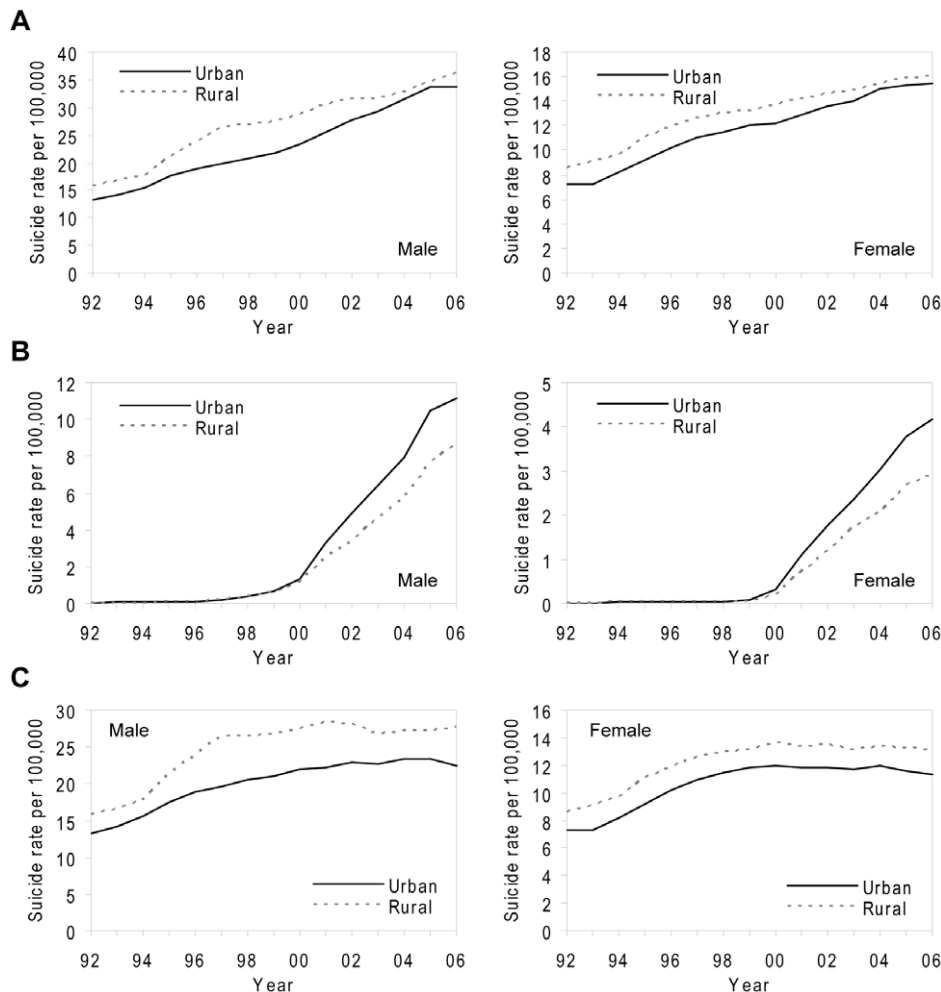 A
Suicide rate per 100,000
40
35
30
25
20
15
10
5
0
Urban
Rural
Male
92 94 96 98 00 02 04 06
Year
Suicide rate per 100,000
18
16
14
12
10
8
6
4
2
0
Urban
Rural
Female
92 94 96 98 00 02 04 06
Year
B
Suicide rate per 100,000
12
10
8
6
4
2
0
Urban
Rural
Male
92 94 96 98 00 02 04 06
Year
Suicide rate per 100,000
5
4
3
2
1
0
Urban
Rural
Female
92 94 96 98 00 02 04 06
Year
C
Suicide rate per 100,000
30
25
20
15
10
5
0
Male
Urban
Rural
92 94 96 98 00 02 04 06
Year
Suicide rate per 100,000
16
14
12
10
8
6
4
2
0
Female
Urban
Rural
92 94 96 98 00 02 04 06
Year